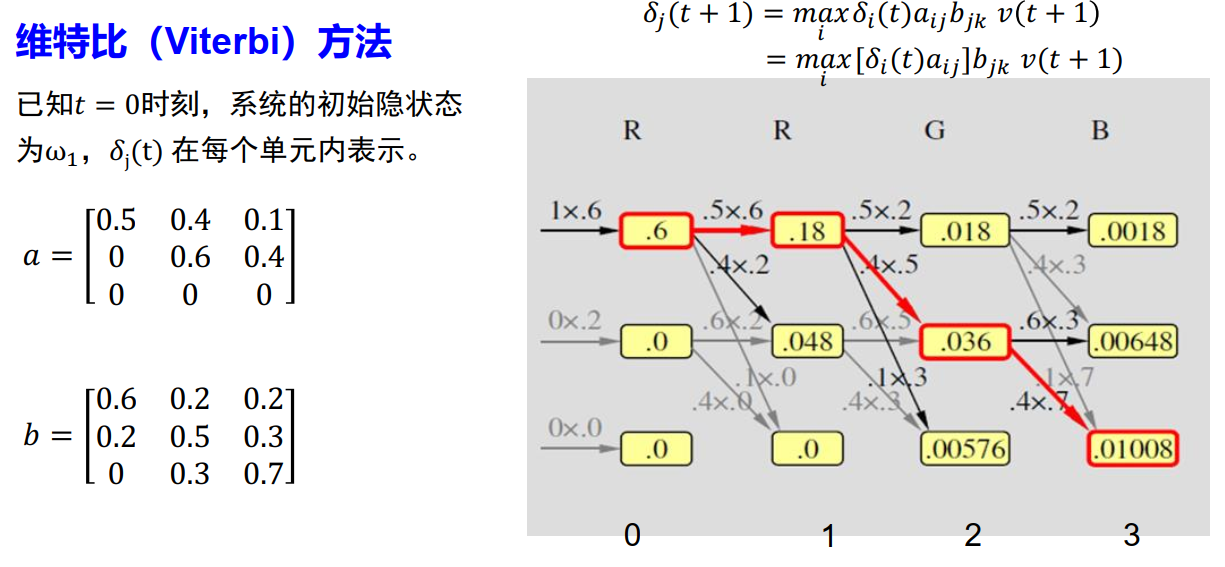 维特比（Viterbi）方法
已知t = 0时刻，系统的初始隐状态
为ω₁，δⱼ(t) 在每个单元内表示。
a = [0.5 0.4 0.1
0 0.6 0.4
0 0 0]
b = [0.6 0.2 0.2
0.2 0.5 0.3
0 0.3 0.7]
δⱼ(t + 1) = max δᵢ(t)aᵢⱼbⱼₖ v(t + 1)
i
= max[δᵢ(t)aᵢⱼ]bⱼₖ v(t + 1)
i
R R G B
1×.6 .5×.6 .5×.2 .5×.2
.6 .18 .018 .0018
.4×.2 .4×.5 .4×.3
0×.2 .6×.2 .6×.5 .6×.3
.0 .048 .036 .00648
.1×.0 .1×.3 .1×.7
.4×.0 .4×.3 .4×.7
0×.0
.0 .0 .00576 .01008
0 1 2 3